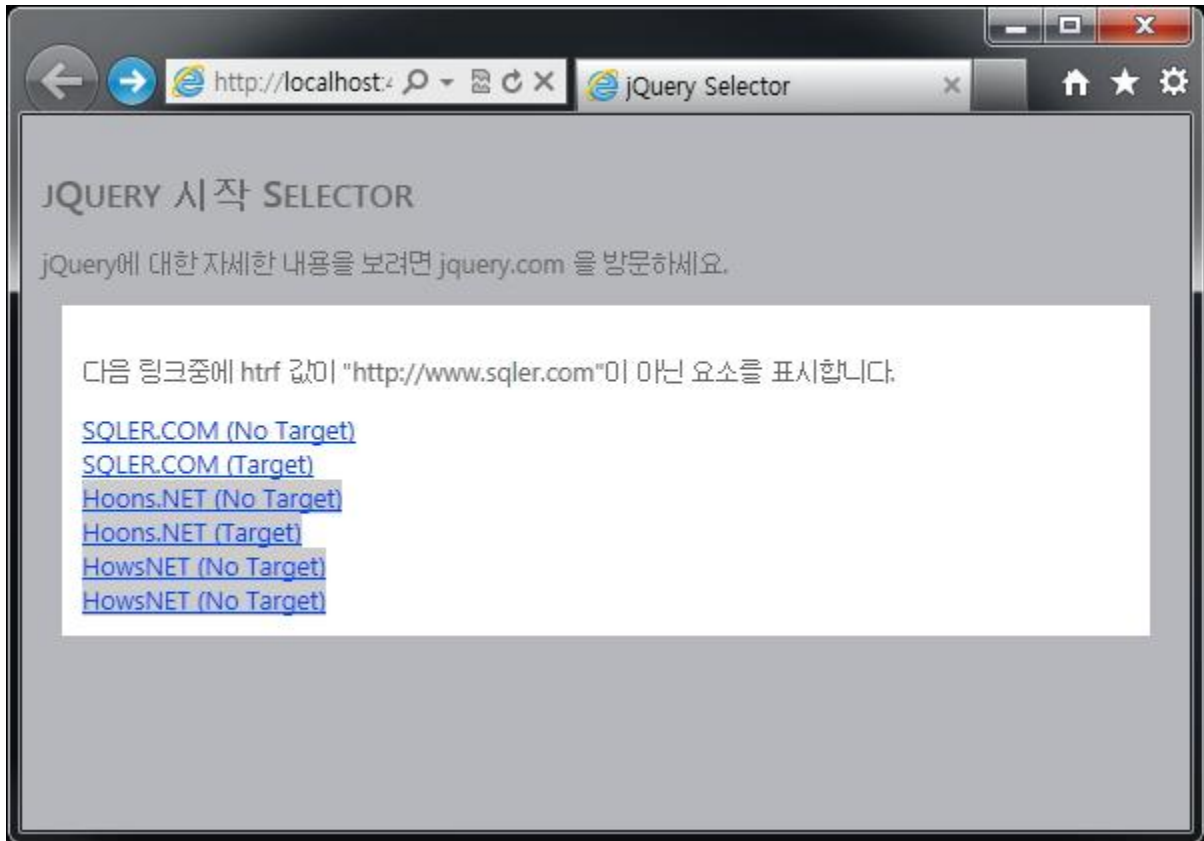 http://localhost:4
jQuery Selector
JQUERY 시작 SELECTOR
jQuery에 대한 자세한 내용을 보려면 jquery.com 을 방문하세요.
다음 링크중에 htrf 값이 "http://www.sqler.com"이 아닌 요소를 표시합니다.
SQLER.COM (No Target)
SQLER.COM (Target)
Hoons.NET (No Target)
Hoons.NET (Target)
HowsNET (No Target)
HowsNET (No Target)